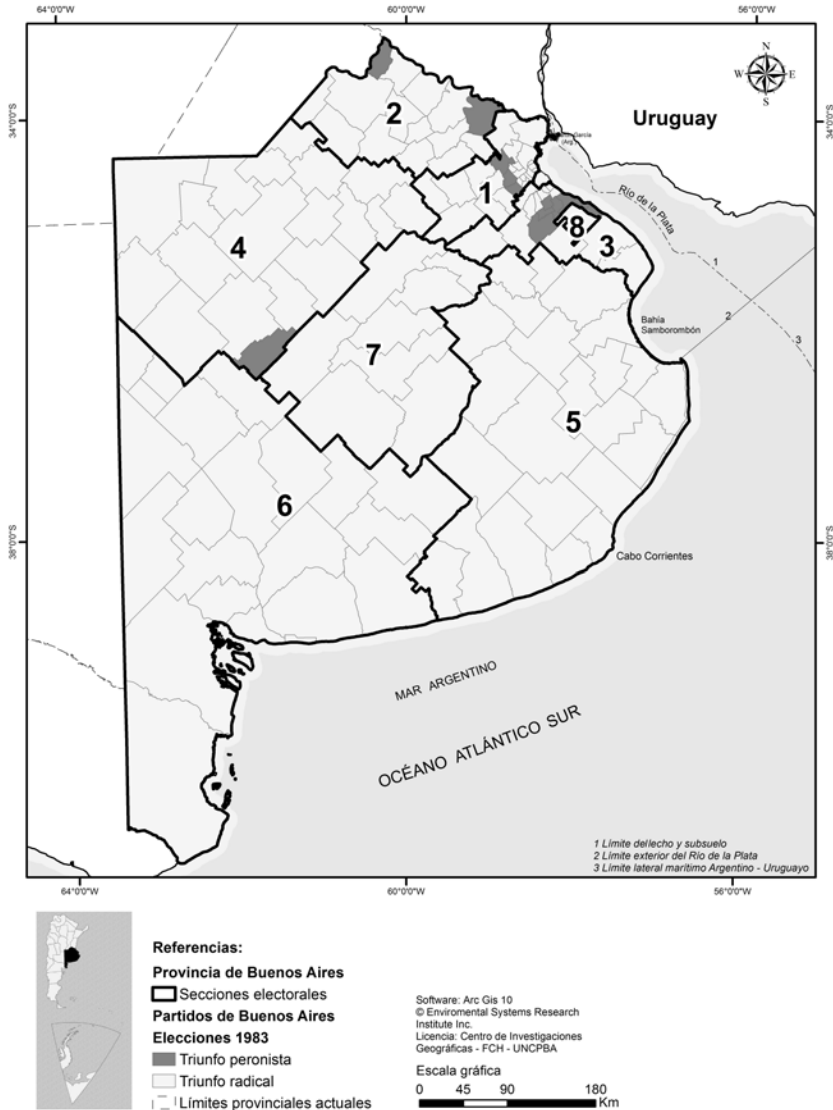 64°0'0"O
60°0'0"O
56°0'0"O
N
W
E
S
34°0'0"S
34°0'0"S
Uruguay
2
1
Río de la Plata
8
3
4
1
Bahía
Samborombón
2
3
7
5
6
38°0'0"S
38°0'0"S
Cabo Corrientes
MAR ARGENTINO
OCÉANO ATLÁNTICO SUR
1 Límite dellecho y subsuelo
2 Límite exterior del Río de la Plata
3 Límite lateral marítimo Argentino - Uruguayo
64°0'0"O
60°0'0"O
56°0'0"O
Referencias:
Provincia de Buenos Aires
Secciones electorales
Partidos de Buenos Aires
Elecciones 1983
Triunfo peronista
Triunfo radical
Límites provinciales actuales
Software: Arc Gis 10
© Enviromental Systems Research
Institute Inc.
Licencia: Centro de Investigaciones
Geográficas - FCH - UNCPBA
Escala gráfica
0 45 90 180
Km